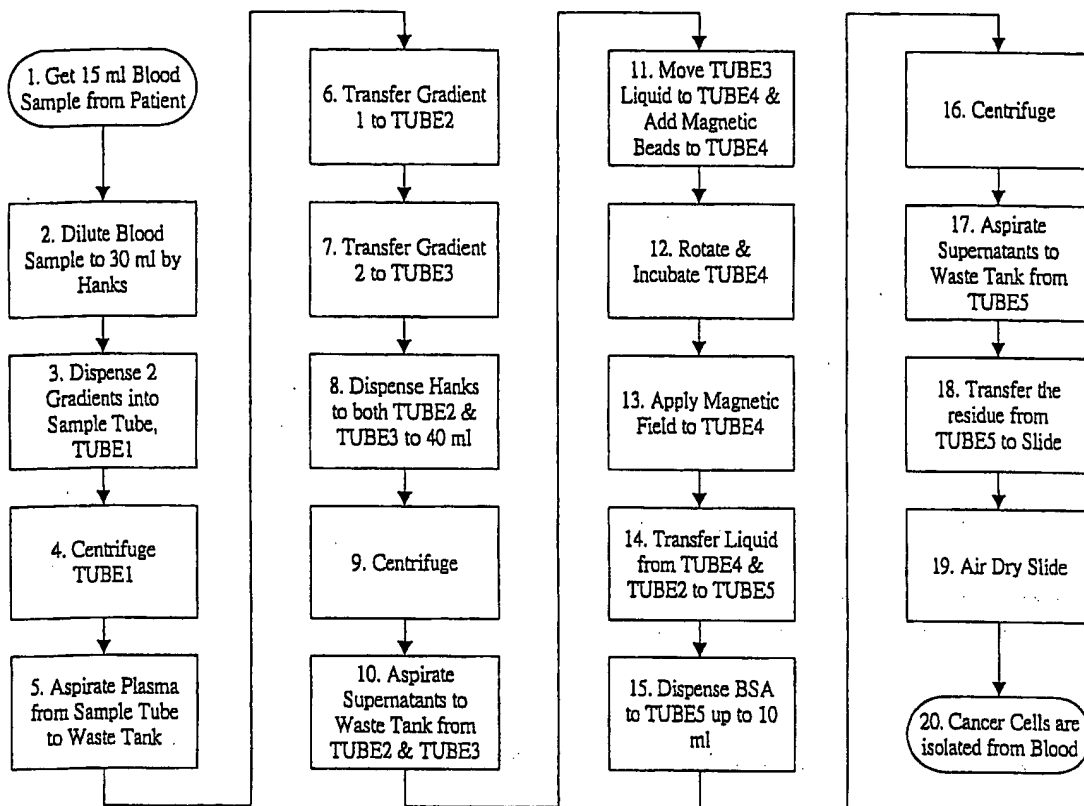 1. Get 15 ml Blood
Sample from Patient
2. Dilute Blood
Sample to 30 ml by
Hanks
3. Dispense 2
Gradients into
Sample Tube,
TUBE1
4. Centrifuge
TUBE1
5. Aspirate Plasma
from Sample Tube
to Waste Tank
6. Transfer Gradient
1 to TUBE2
7. Transfer Gradient
2 to TUBE3
8. Dispense Hanks
to both TUBE2 &
TUBE3 to 40 ml
9. Centrifuge
10. Aspirate
Supernatants to
Waste Tank from
TUBE2 & TUBE3
11. Move TUBE3
Liquid to TUBE4 &
Add Magnetic
Beads to TUBE4
12. Rotate &
Incubate TUBE4
13. Apply Magnetic
Field to TUBE4
14. Transfer Liquid
from TUBE4 &
TUBE2 to TUBE5
15. Dispense BSA
to TUBE5 up to 10
ml
16. Centrifuge
17. Aspirate
Supernatants to
Waste Tank from
TUBE5
18. Transfer the
residue from
TUBE5 to Slide
19. Air Dry Slide
20. Cancer Cells are
isolated from Blood